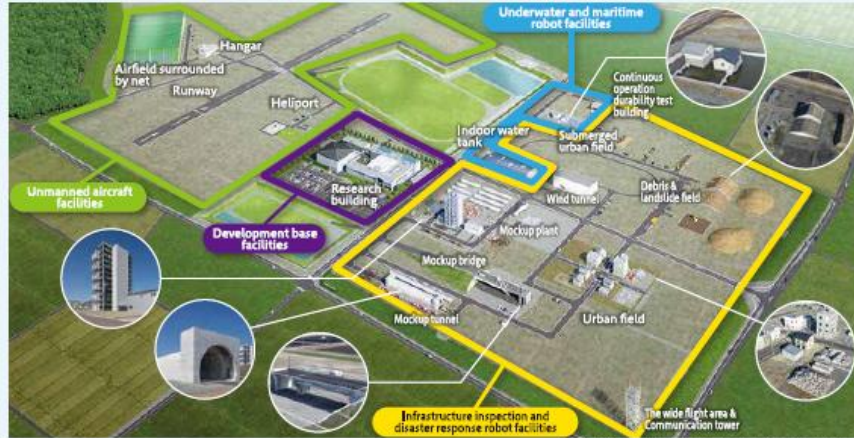 Underwater and maritime
robot facilities
Hangar
Airfield surrounded
by net
Runway
Heliport
Continuous
operation
durability test
building
Indoor water
tank
Submerged
urban field
Unmanned aircraft
facilities
Research
building
Wind tunnel
Debris &
landslide field
Development base
facilities
Mockup plant
Mockup bridge
Mockup tunnel
Urban field
Infrastructure inspection and
disaster response robot facilities
The wide flight area &
Communication tower